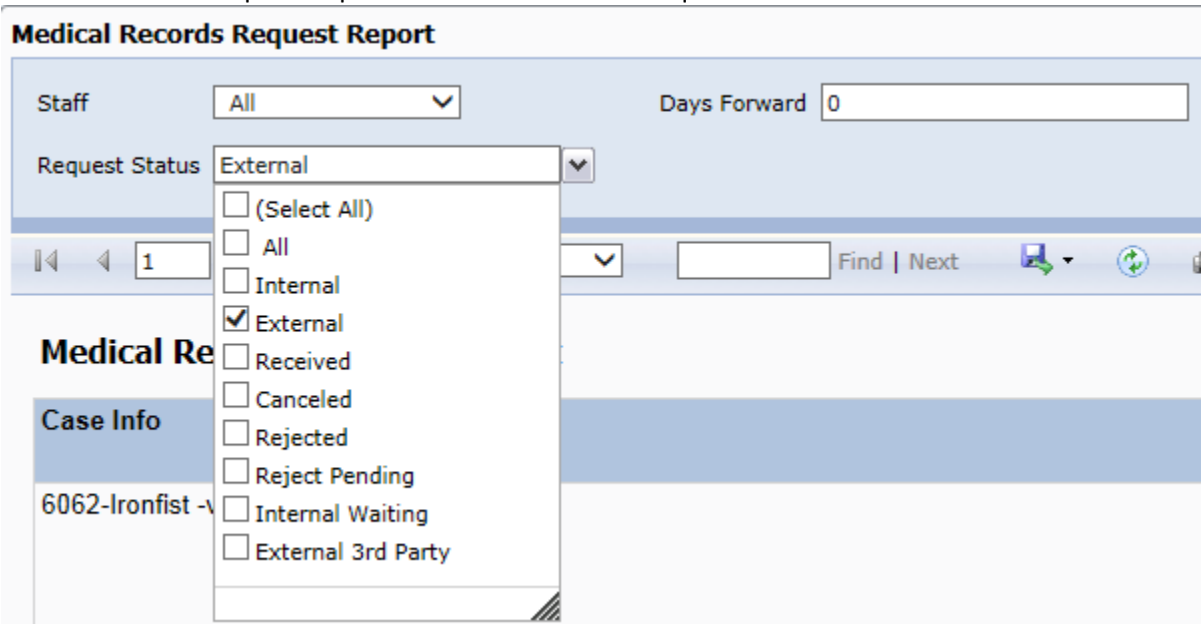 Medical Records Request Report
Staff All Days Forward 0
Request Status External
(Select All)
All
1 Find | Next
Internal
External
Medical Re
Received
Canceled
Case Info
Rejected
Reject Pending
6062-Ironfist -
Internal Waiting
External 3rd Party